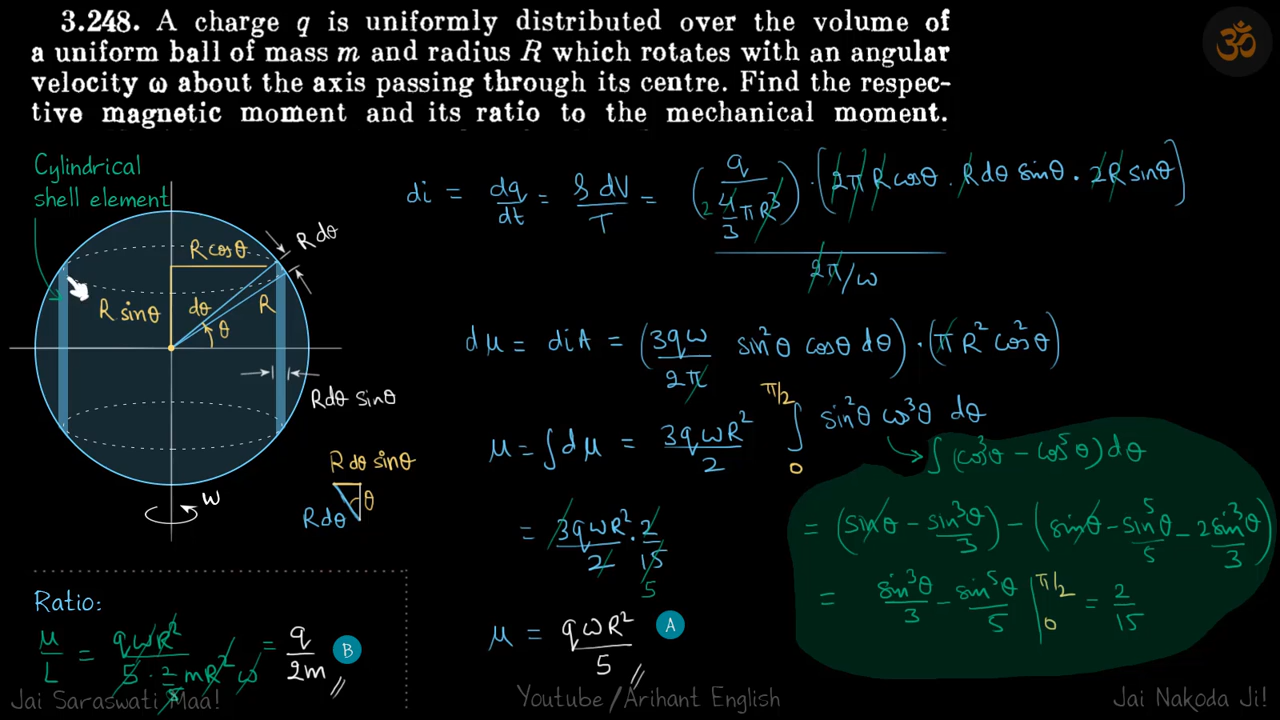 3.248. A charge q is uniformly distributed over the volume of
a uniform ball of mass m and radius R which rotates with an angular
velocity ω about the axis passing through its centre. Find the respec-
tive magnetic moment and its ratio to the mechanical moment.
ॐ
Cylindrical
shell element
R cosθ
R dθ
R sinθ
dθ
θ
R
R dθ sinθ
R dθ sinθ
R dθ
θ
ω
di = dq/dt = ρ dV/T = (q / (4/3 πR³)) · (2π R cosθ · R dθ sinθ · 2R sinθ) / (2π/ω)
2
dμ = diA = (3qω/2π sin²θ cosθ dθ) · (πR² cos²θ)
μ = ∫dμ = 3qωR²/2 ∫₀^(π/2) sin²θ cos³θ dθ
→ ∫(cos³θ − cos⁵θ) dθ
= 3qωR²/2 · 2/15
5
= (sinθ − sin³θ/3) − (sinθ − sin⁵θ/5 − 2sin³θ/3)
= sin³θ/3 − sin⁵θ/5 |₀^(π/2) = 2/15
μ = qωR²/5 A
Ratio:
μ/L = qωR² / (5 · 2/5 mR²ω) = q/2m B
Jai Saraswati Maa!
Youtube/Arihant English
Jai Nakoda Ji!